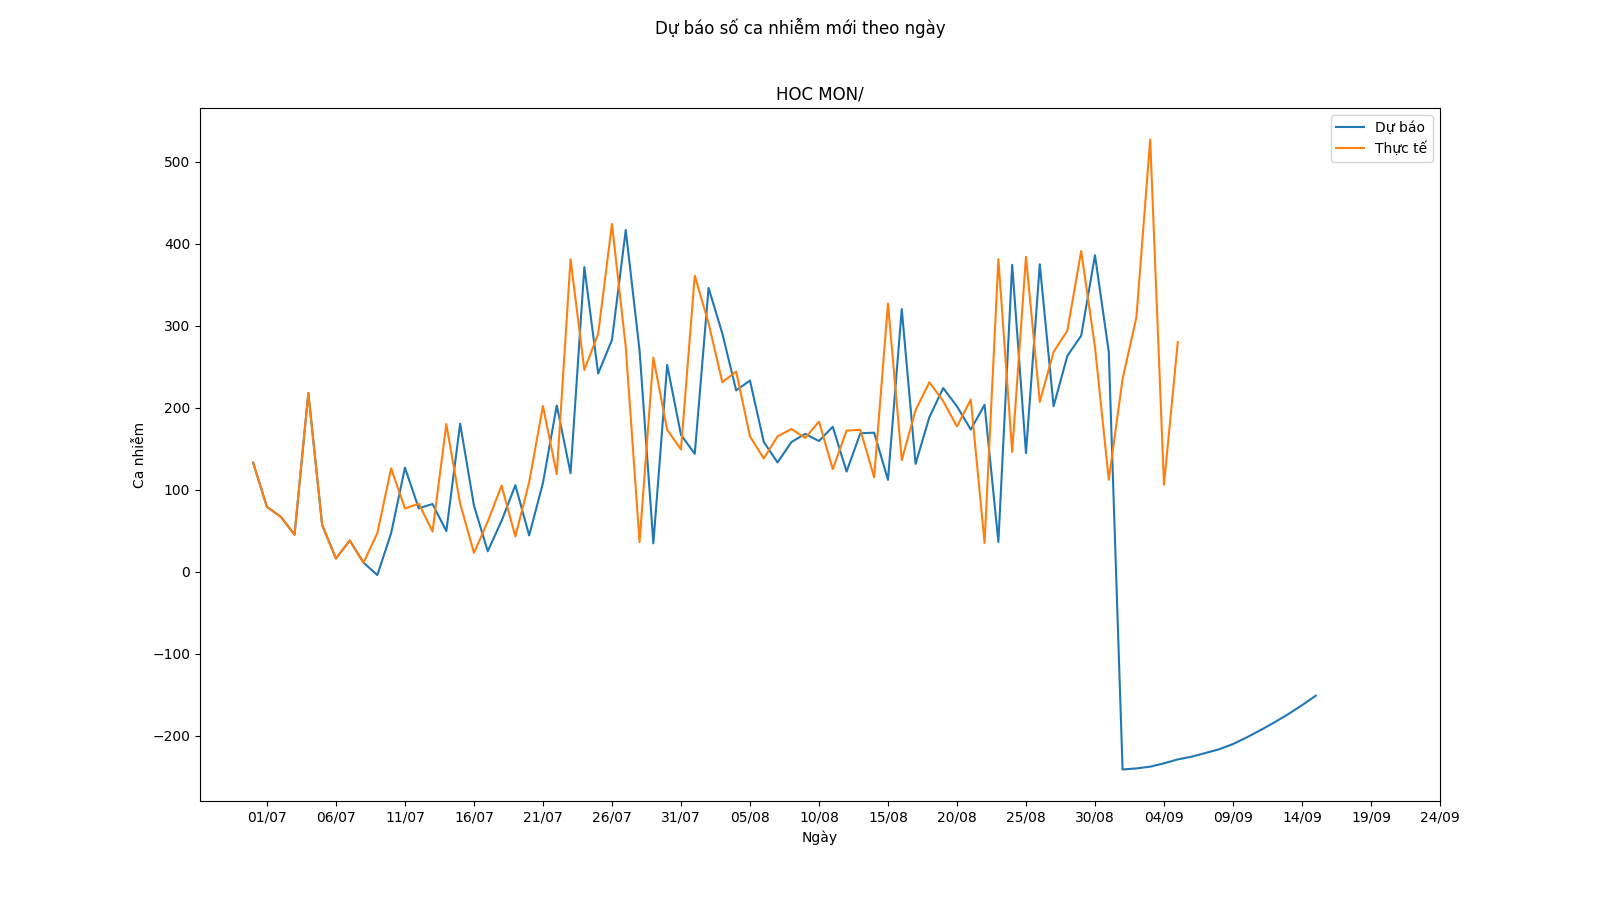 Dự báo số ca nhiễm mới theo ngày
HOC MON/
Dự báo
Thực tế
500
400
300
200
100
0
−100
−200
Ca nhiễm
01/07 06/07 11/07 16/07 21/07 26/07 31/07 05/08 10/08 15/08 20/08 25/08 30/08 04/09 09/09 14/09 19/09 24/09
Ngày